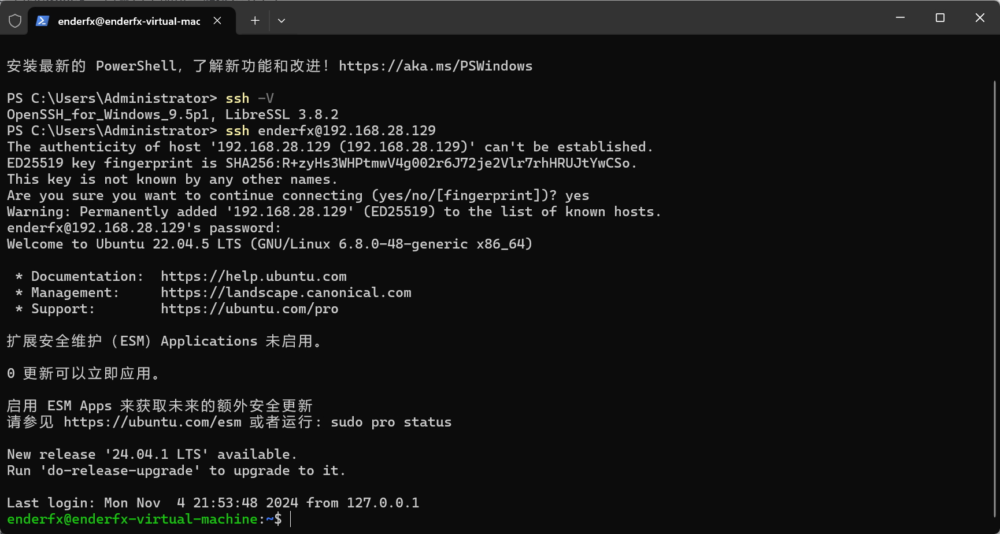 enderfx@enderfx-virtual-mac
安装最新的 PowerShell，了解新功能和改进！https://aka.ms/PSWindows
PS C:\Users\Administrator> ssh -V
OpenSSH_for_Windows_9.5p1, LibreSSL 3.8.2
PS C:\Users\Administrator> ssh enderfx@192.168.28.129
The authenticity of host '192.168.28.129 (192.168.28.129)' can't be established.
ED25519 key fingerprint is SHA256:R+zyHs3WHPtmwV4g002r6J72je2Vlr7rhHRUJtYwCSo.
This key is not known by any other names.
Are you sure you want to continue connecting (yes/no/[fingerprint])? yes
Warning: Permanently added '192.168.28.129' (ED25519) to the list of known hosts.
enderfx@192.168.28.129's password:
Welcome to Ubuntu 22.04.5 LTS (GNU/Linux 6.8.0-48-generic x86_64)
 * Documentation:  https://help.ubuntu.com
 * Management:     https://landscape.canonical.com
 * Support:        https://ubuntu.com/pro
扩展安全维护（ESM）Applications 未启用。
0 更新可以立即应用。
启用 ESM Apps 来获取未来的额外安全更新
请参见 https://ubuntu.com/esm 或者运行: sudo pro status
New release '24.04.1 LTS' available.
Run 'do-release-upgrade' to upgrade to it.
Last login: Mon Nov  4 21:53:48 2024 from 127.0.0.1
enderfx@enderfx-virtual-machine:~$